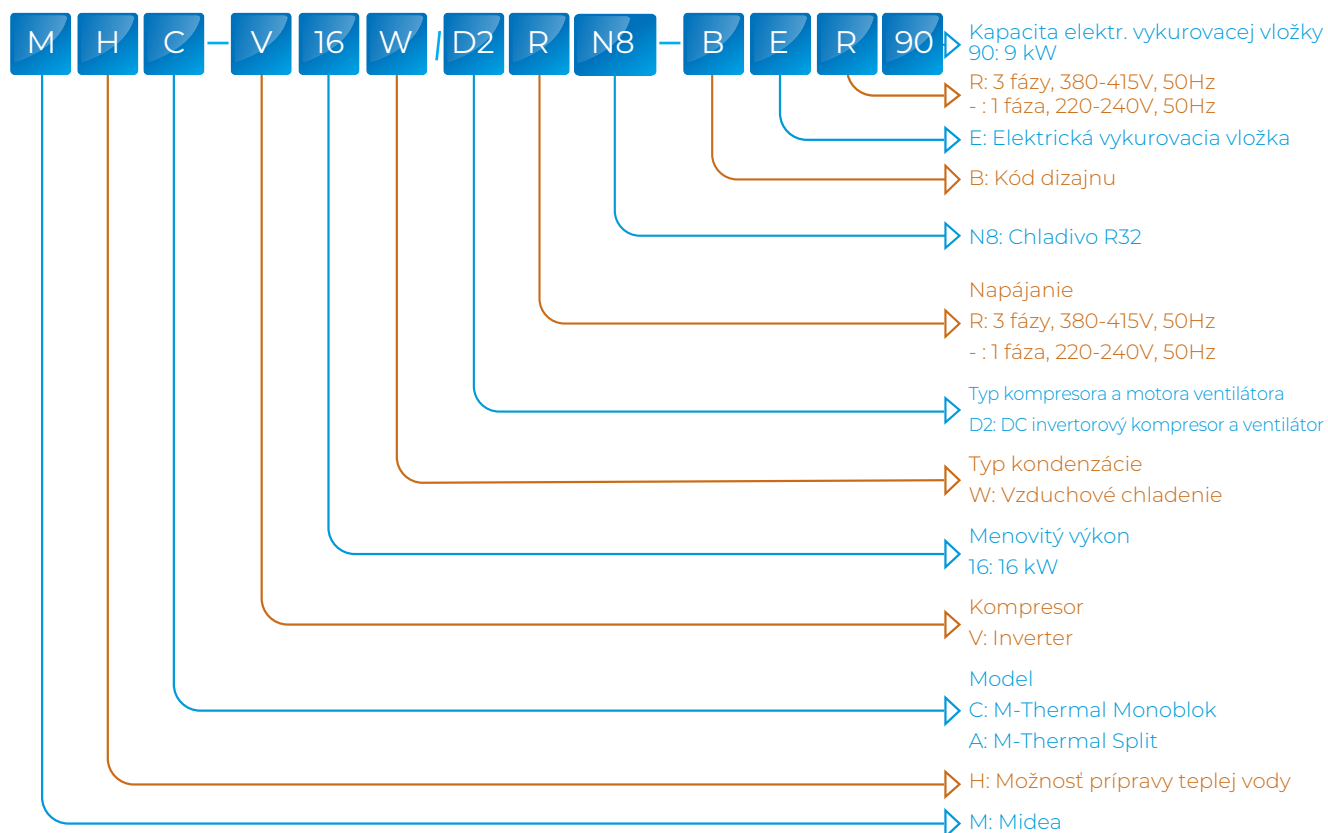 M H C - V 16 W / D2 R N8 - B E R 90
Kapacita elektr. vykurovacej vložky
90: 9 kW
R: 3 fázy, 380-415V, 50Hz
- : 1 fáza, 220-240V, 50Hz
E: Elektrická vykurovacia vložka
B: Kód dizajnu
N8: Chladivo R32
Napájanie
R: 3 fázy, 380-415V, 50Hz
- : 1 fáza, 220-240V, 50Hz
Typ kompresora a motora ventilátora
D2: DC invertorový kompresor a ventilátor
Typ kondenzácie
W: Vzduchové chladenie
Menovitý výkon
16: 16 kW
Kompresor
V: Inverter
Model
C: M-Thermal Monoblok
A: M-Thermal Split
H: Možnosť prípravy teplej vody
M: Midea